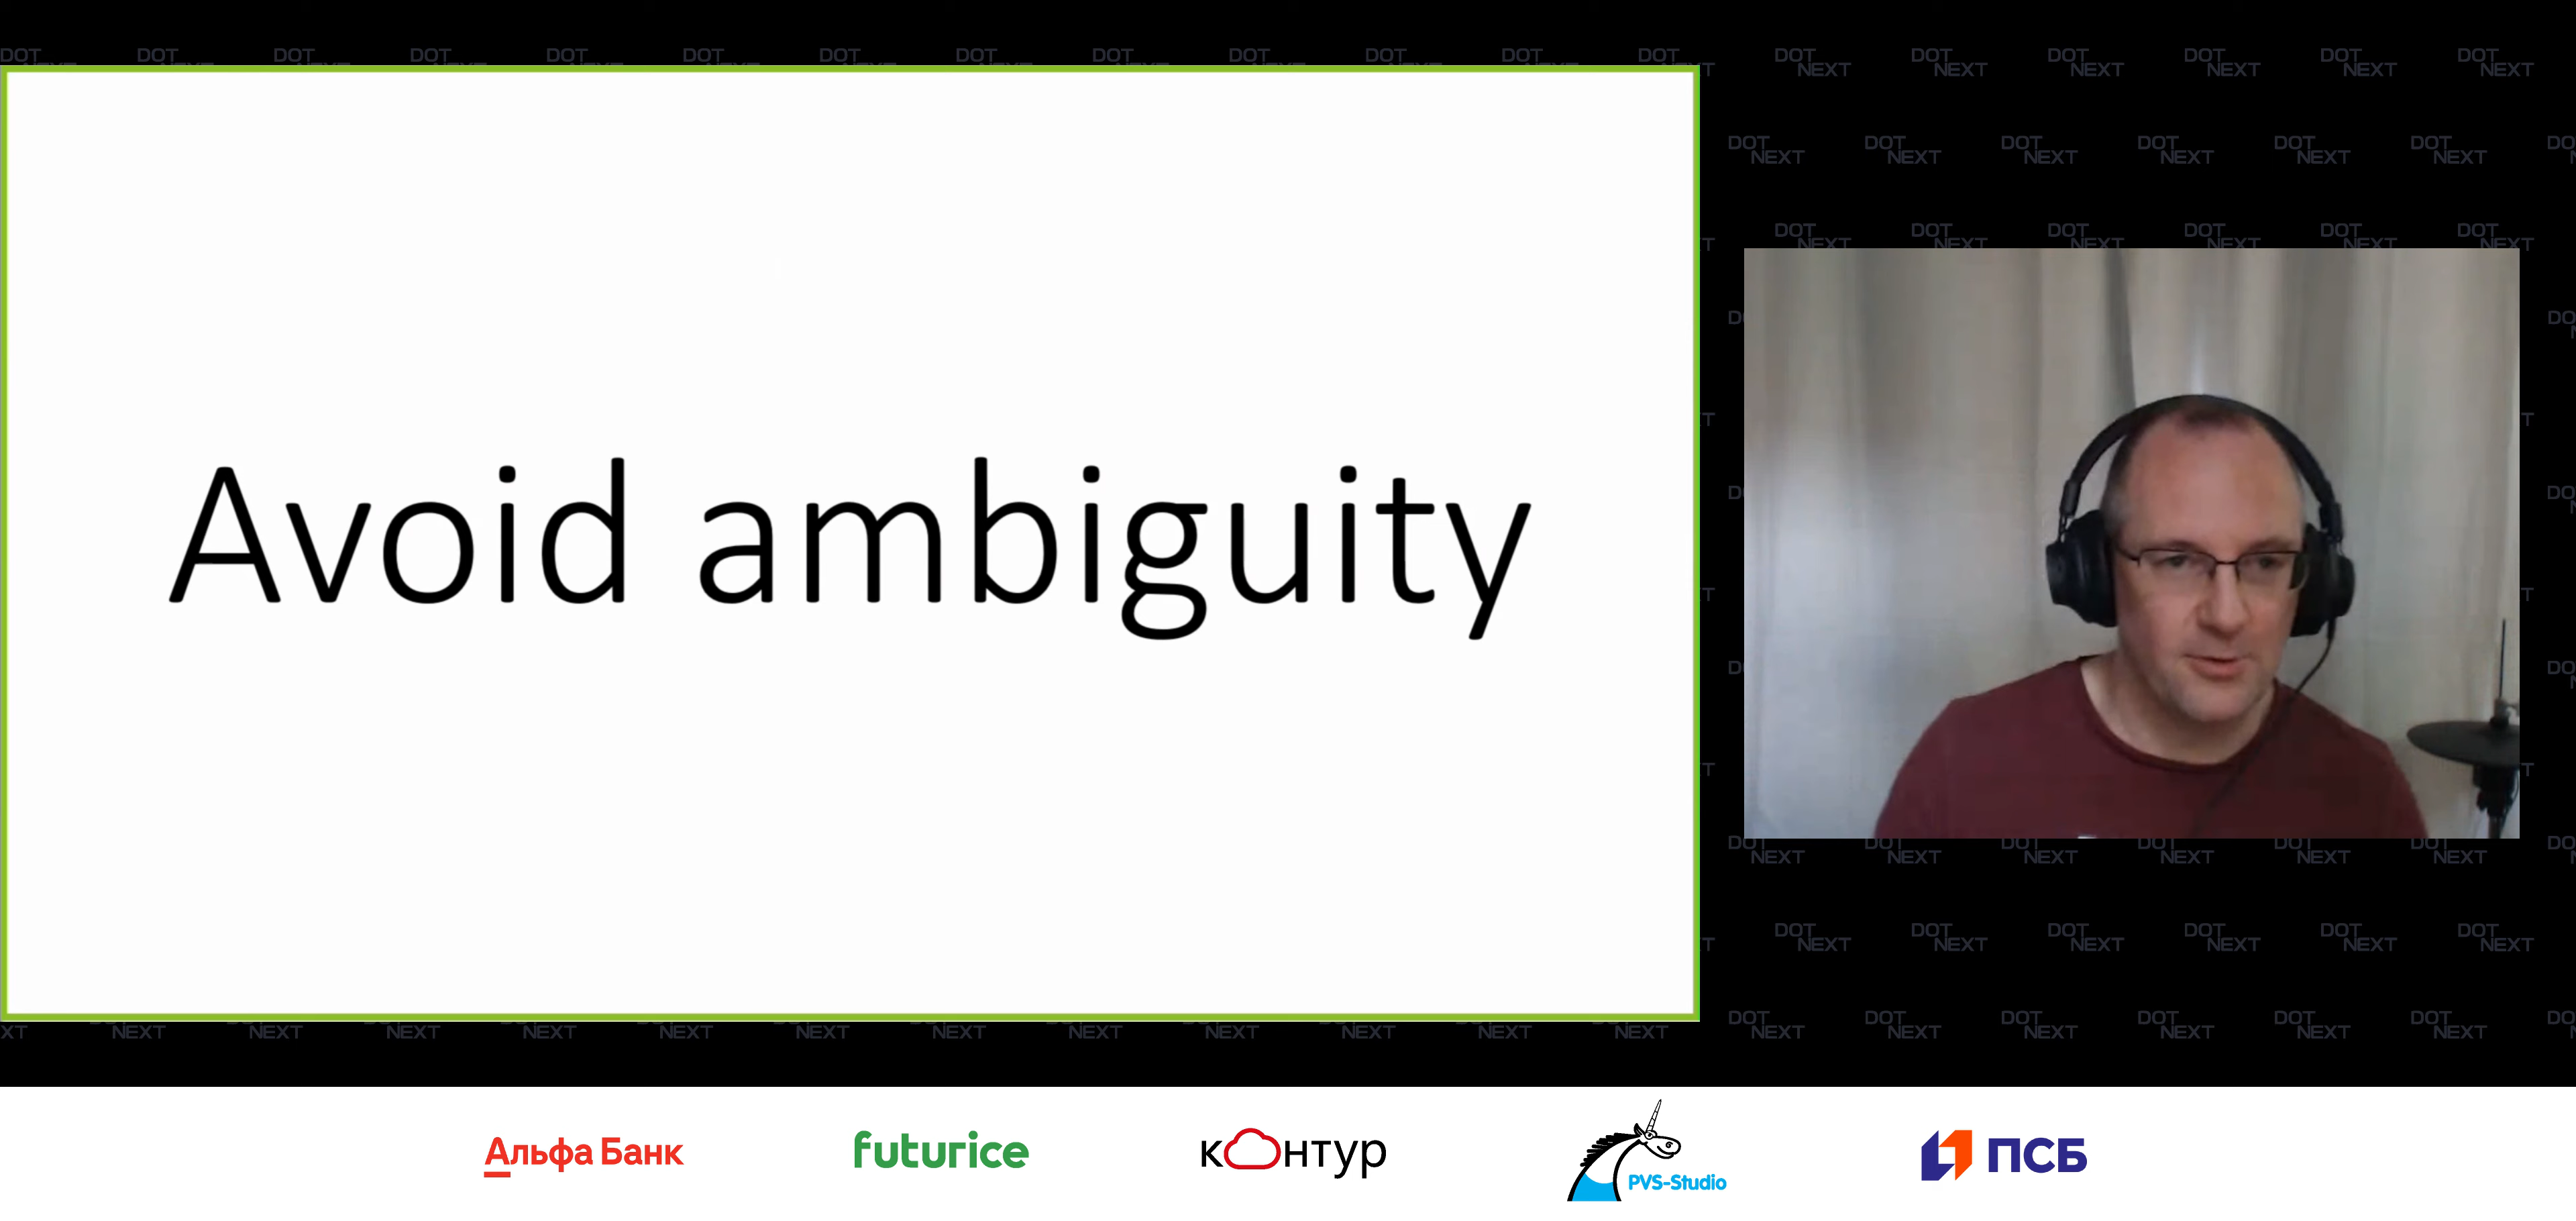 DOT NEXT
Avoid ambiguity
Альфа Банк
futurice
контур
PVS-Studio
ПСБ